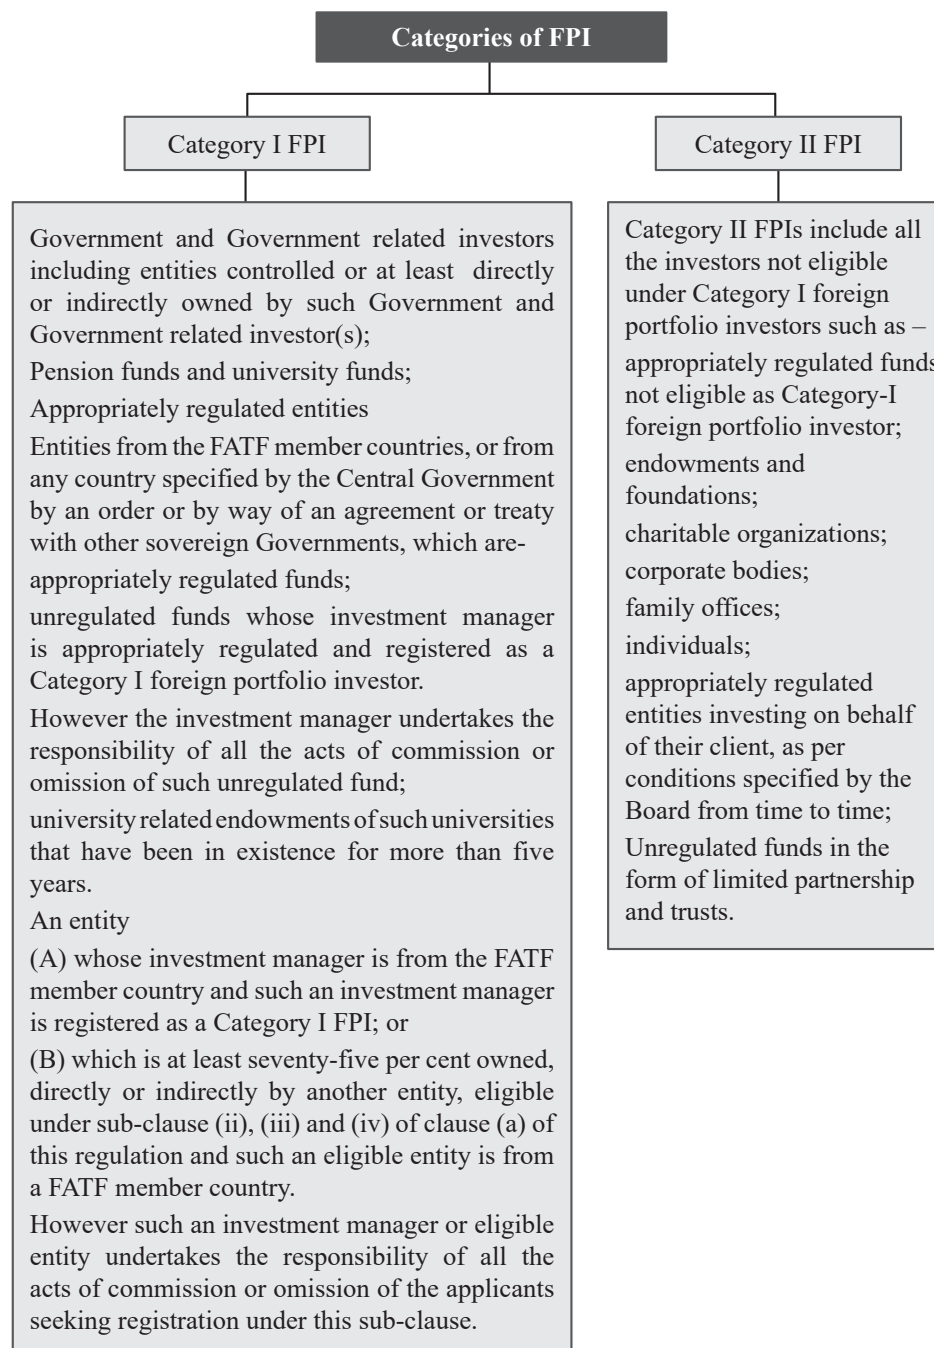 Categories of FPI
Category I FPI
Category II FPI
Government and Government related investors
including entities controlled or at least directly
or indirectly owned by such Government and
Government related investor(s);
Pension funds and university funds;
Appropriately regulated entities
Entities from the FATF member countries, or from
any country specified by the Central Government
by an order or by way of an agreement or treaty
with other sovereign Governments, which are-
appropriately regulated funds;
unregulated funds whose investment manager
is appropriately regulated and registered as a
Category I foreign portfolio investor.
However the investment manager undertakes the
responsibility of all the acts of commission or
omission of such unregulated fund;
university related endowments of such universities
that have been in existence for more than five
years.
An entity
(A) whose investment manager is from the FATF
member country and such an investment manager
is registered as a Category I FPI; or
(B) which is at least seventy-five per cent owned,
directly or indirectly by another entity, eligible
under sub-clause (ii), (iii) and (iv) of clause (a) of
this regulation and such an eligible entity is from
a FATF member country.
However such an investment manager or eligible
entity undertakes the responsibility of all the
acts of commission or omission of the applicants
seeking registration under this sub-clause.
Category II FPIs include all
the investors not eligible
under Category I foreign
portfolio investors such as –
appropriately regulated funds
not eligible as Category-I
foreign portfolio investor;
endowments and
foundations;
charitable organizations;
corporate bodies;
family offices;
individuals;
appropriately regulated
entities investing on behalf
of their client, as per
conditions specified by the
Board from time to time;
Unregulated funds in the
form of limited partnership
and trusts.